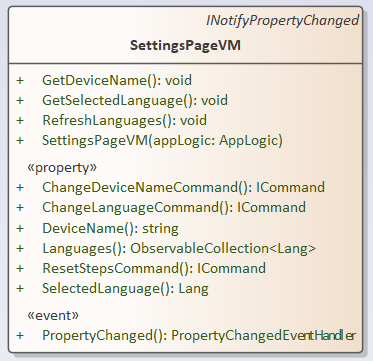 INotifyPropertyChanged
SettingsPageVM
+ GetDeviceName(): void
+ GetSelectedLanguage(): void
+ RefreshLanguages(): void
+ SettingsPageVM(appLogic: AppLogic)
«property»
+ ChangeDeviceNameCommand(): ICommand
+ ChangeLanguageCommand(): ICommand
+ DeviceName(): string
+ Languages(): ObservableCollection<Lang>
+ ResetStepsCommand(): ICommand
+ SelectedLanguage(): Lang
«event»
+ PropertyChanged(): PropertyChangedEventHandler